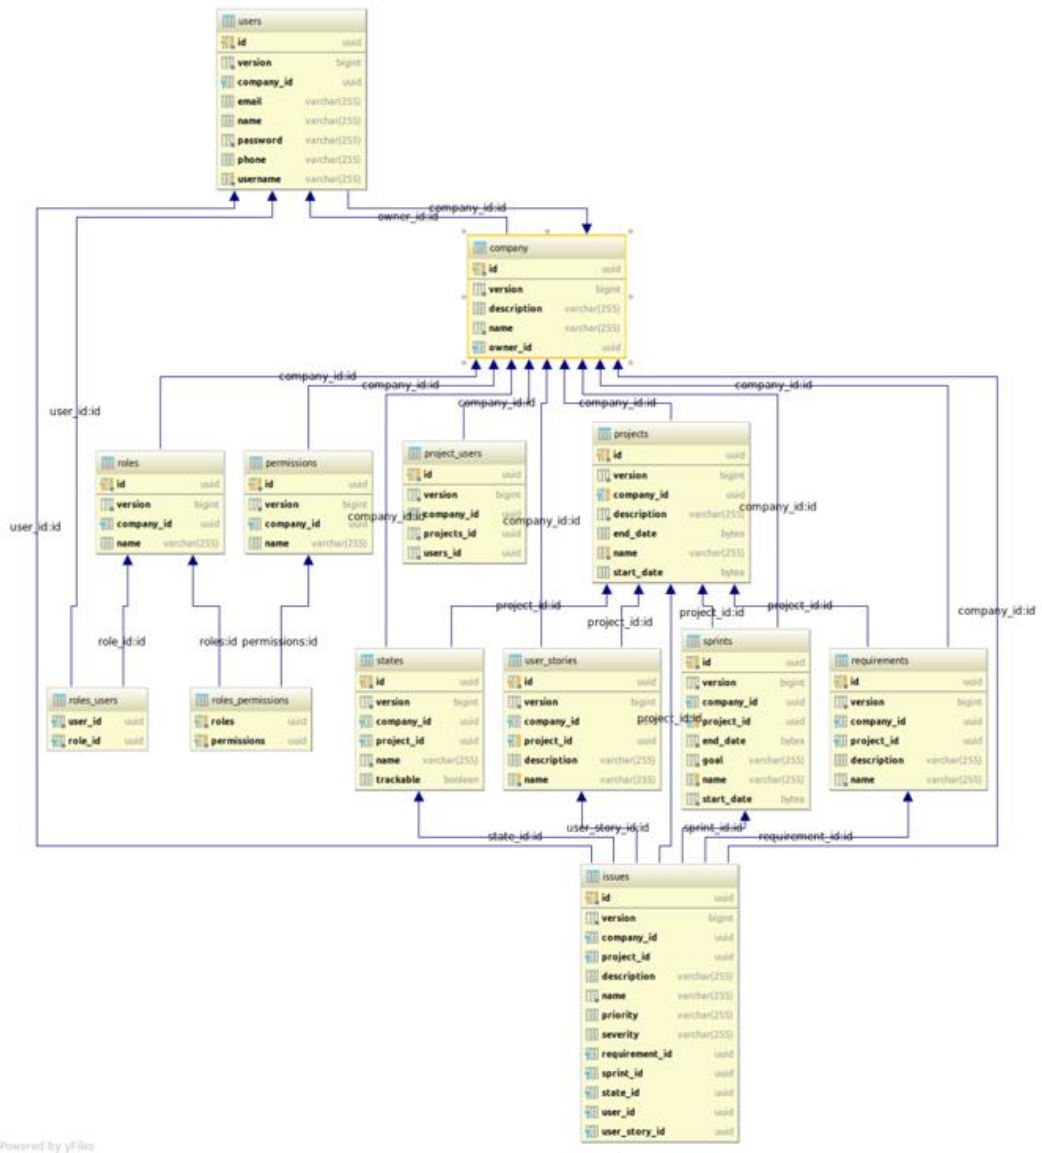 users
id uuid
version bigint
company_id uuid
email varchar(255)
name varchar(255)
password varchar(255)
phone varchar(255)
username varchar(255)
company_id:id
owner_id:id
company
id uuid
version bigint
description varchar(255)
name varchar(255)
owner_id uuid
company_id:id
company_id:id
company_id:id
company_id:id
company_id:id
user_id:id
roles
id uuid
version bigint
company_id uuid
name varchar(255)
permissions
id uuid
version bigint
company_id uuid
name varchar(255)
project_users
id uuid
version bigint
company_id uuid
projects_id uuid
users_id uuid
projects
id uuid
version bigint
company_id uuid
description varchar(255)
end_date bytea
name varchar(255)
start_date bytea
company_id:id
company_id:id
company_id:id
user_id:id
project_id:id
project_id:id
project_id:id
project_id:id
company_id:id
role_id:id
roles:id
permissions:id
roles_users
user_id uuid
role_id uuid
roles_permissions
roles uuid
permissions uuid
states
id uuid
version bigint
company_id uuid
project_id uuid
name varchar(255)
trackable boolean
user_stories
id uuid
version bigint
company_id uuid
project_id uuid
description varchar(255)
name varchar(255)
project_id:id
sprints
id uuid
version bigint
company_id uuid
project_id uuid
end_date bytea
goal varchar(255)
name varchar(255)
start_date bytea
requirements
id uuid
version bigint
company_id uuid
project_id uuid
description varchar(255)
name varchar(255)
state_id:id
user_story_id:id
sprint_id:id
requirement_id:id
issues
id uuid
version bigint
company_id uuid
project_id uuid
description varchar(255)
name varchar(255)
priority varchar(255)
severity varchar(255)
requirement_id uuid
sprint_id uuid
state_id uuid
user_id uuid
user_story_id uuid
Powered by yFiles